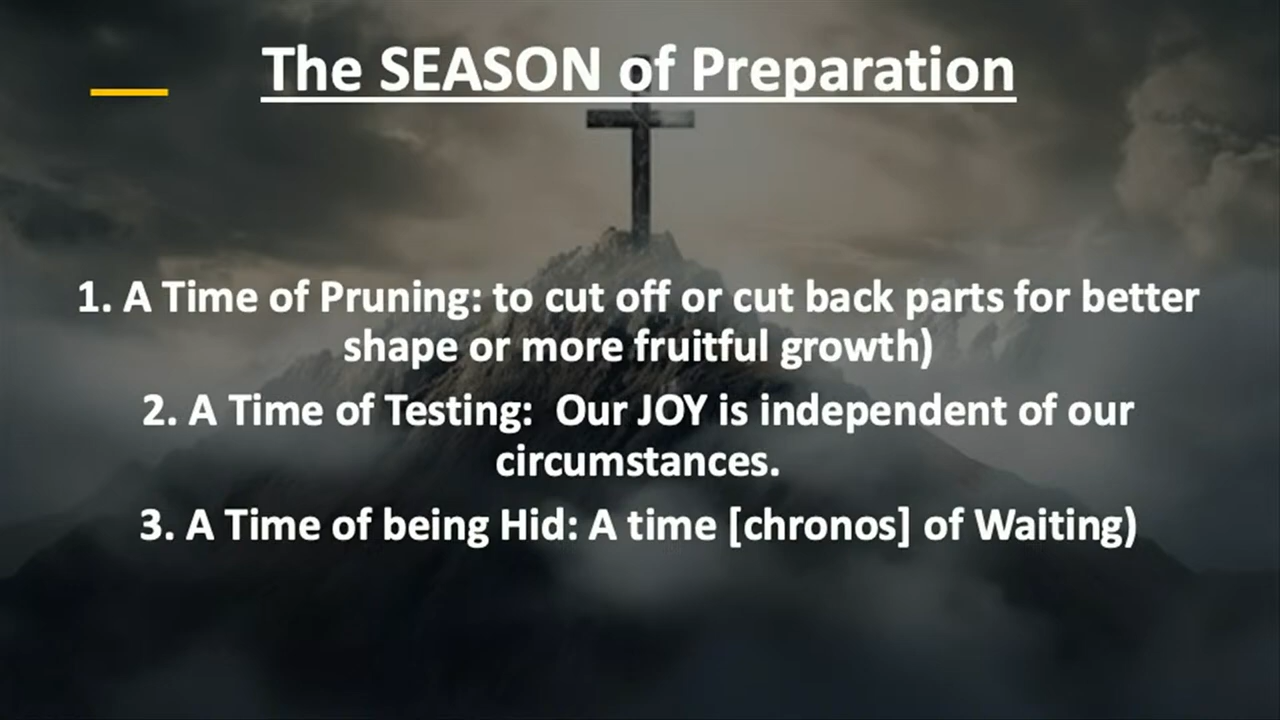 The SEASON of Preparation
1. A Time of Pruning: to cut off or cut back parts for better
shape or more fruitful growth)
2. A Time of Testing:  Our JOY is independent of our
circumstances.
3. A Time of being Hid: A time [chronos] of Waiting)